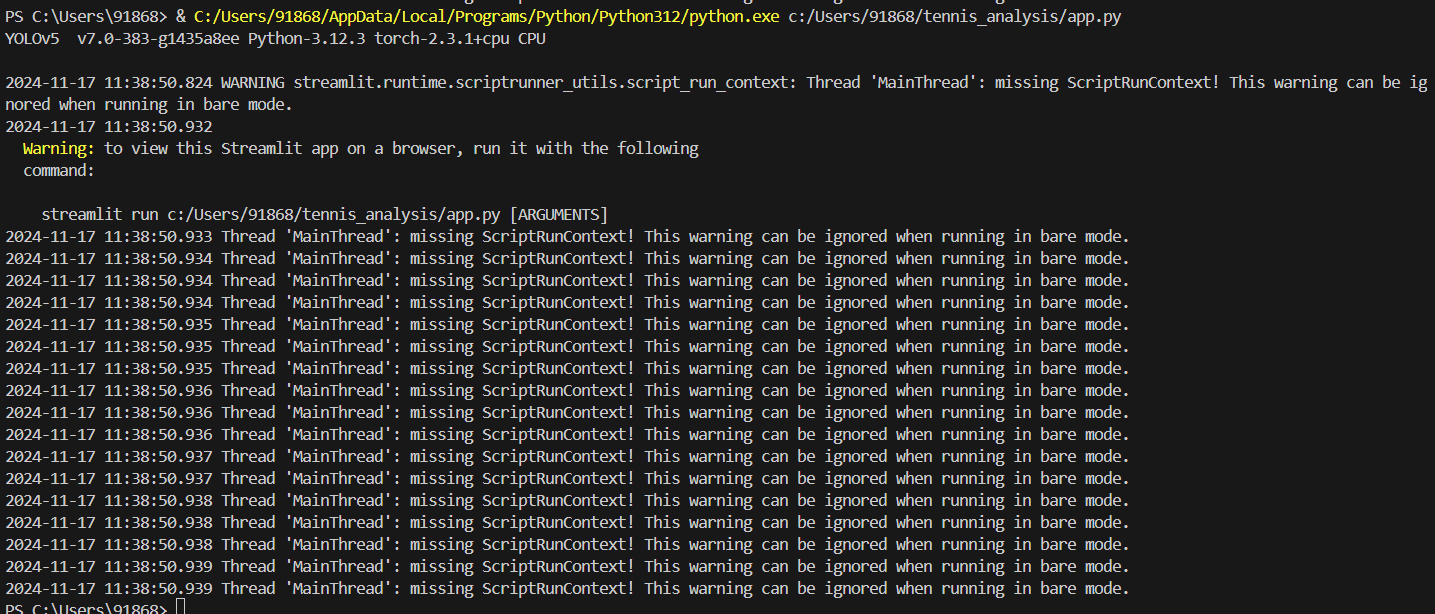 PS C:\Users\91868> & C:/Users/91868/AppData/Local/Programs/Python/Python312/python.exe c:/Users/91868/tennis_analysis/app.py
YOLOv5  v7.0-383-g1435a8ee Python-3.12.3 torch-2.3.1+cpu CPU
2024-11-17 11:38:50.824 WARNING streamlit.runtime.scriptrunner_utils.script_run_context: Thread 'MainThread': missing ScriptRunContext! This warning can be ig
nored when running in bare mode.
2024-11-17 11:38:50.932
  Warning: to view this Streamlit app on a browser, run it with the following
  command:
    streamlit run c:/Users/91868/tennis_analysis/app.py [ARGUMENTS]
2024-11-17 11:38:50.933 Thread 'MainThread': missing ScriptRunContext! This warning can be ignored when running in bare mode.
2024-11-17 11:38:50.934 Thread 'MainThread': missing ScriptRunContext! This warning can be ignored when running in bare mode.
2024-11-17 11:38:50.934 Thread 'MainThread': missing ScriptRunContext! This warning can be ignored when running in bare mode.
2024-11-17 11:38:50.934 Thread 'MainThread': missing ScriptRunContext! This warning can be ignored when running in bare mode.
2024-11-17 11:38:50.935 Thread 'MainThread': missing ScriptRunContext! This warning can be ignored when running in bare mode.
2024-11-17 11:38:50.935 Thread 'MainThread': missing ScriptRunContext! This warning can be ignored when running in bare mode.
2024-11-17 11:38:50.935 Thread 'MainThread': missing ScriptRunContext! This warning can be ignored when running in bare mode.
2024-11-17 11:38:50.936 Thread 'MainThread': missing ScriptRunContext! This warning can be ignored when running in bare mode.
2024-11-17 11:38:50.936 Thread 'MainThread': missing ScriptRunContext! This warning can be ignored when running in bare mode.
2024-11-17 11:38:50.936 Thread 'MainThread': missing ScriptRunContext! This warning can be ignored when running in bare mode.
2024-11-17 11:38:50.937 Thread 'MainThread': missing ScriptRunContext! This warning can be ignored when running in bare mode.
2024-11-17 11:38:50.937 Thread 'MainThread': missing ScriptRunContext! This warning can be ignored when running in bare mode.
2024-11-17 11:38:50.938 Thread 'MainThread': missing ScriptRunContext! This warning can be ignored when running in bare mode.
2024-11-17 11:38:50.938 Thread 'MainThread': missing ScriptRunContext! This warning can be ignored when running in bare mode.
2024-11-17 11:38:50.938 Thread 'MainThread': missing ScriptRunContext! This warning can be ignored when running in bare mode.
2024-11-17 11:38:50.939 Thread 'MainThread': missing ScriptRunContext! This warning can be ignored when running in bare mode.
2024-11-17 11:38:50.939 Thread 'MainThread': missing ScriptRunContext! This warning can be ignored when running in bare mode.
PS C:\Users\91868>